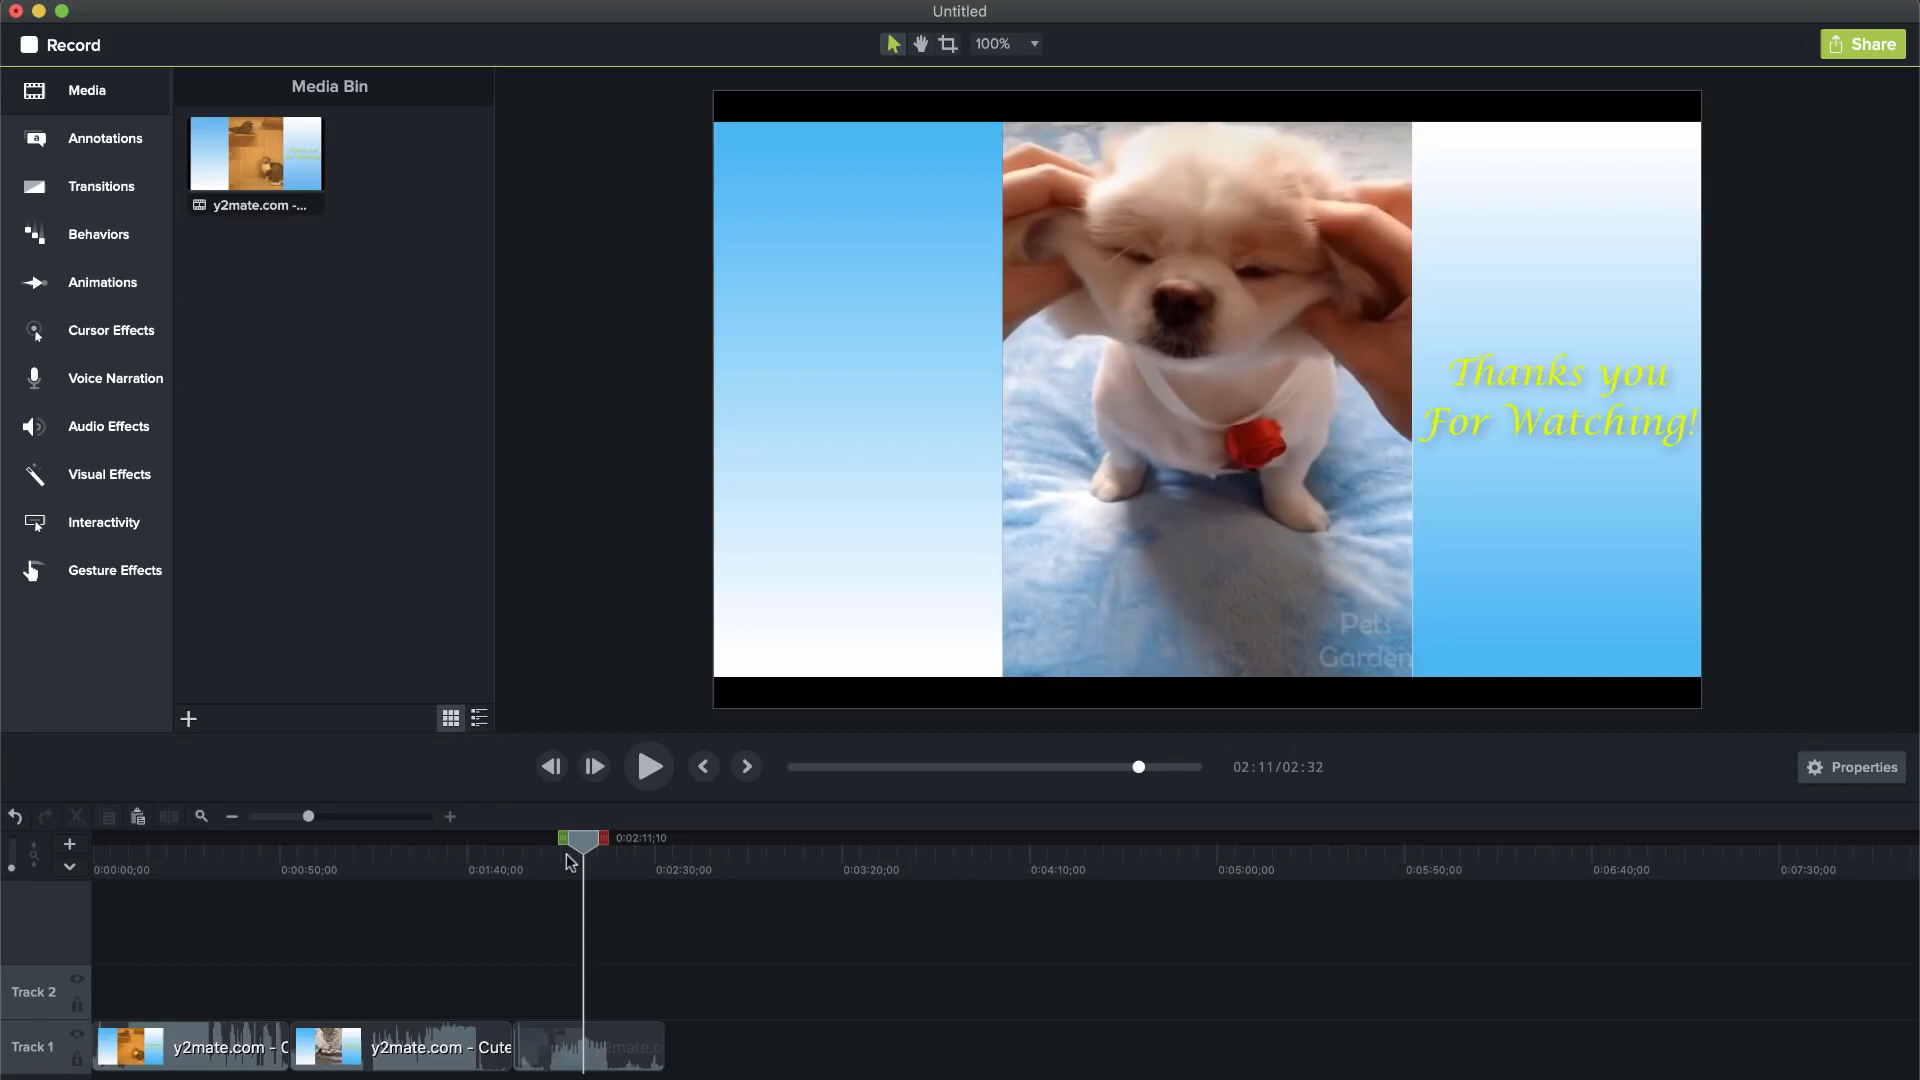 Untitled
Record
100%
Share
Media
Media Bin
Annotations
Transitions
Behaviors
Animations
Cursor Effects
Voice Narration
Audio Effects
Visual Effects
Interactivity
Gesture Effects
y2mate.com -...
Thanks you
For Watching!
Pets
Garden
02:11/02:32
Properties
0:02:11;10
0:00:00;00
0:00:50;00
0:01:40;00
0:02:30;00
0:03:20;00
0:04:10;00
0:05:00;00
0:05:50;00
0:06:40;00
0:07:30;00
Track 2
Track 1
y2mate.com - C
y2mate.com - Cute